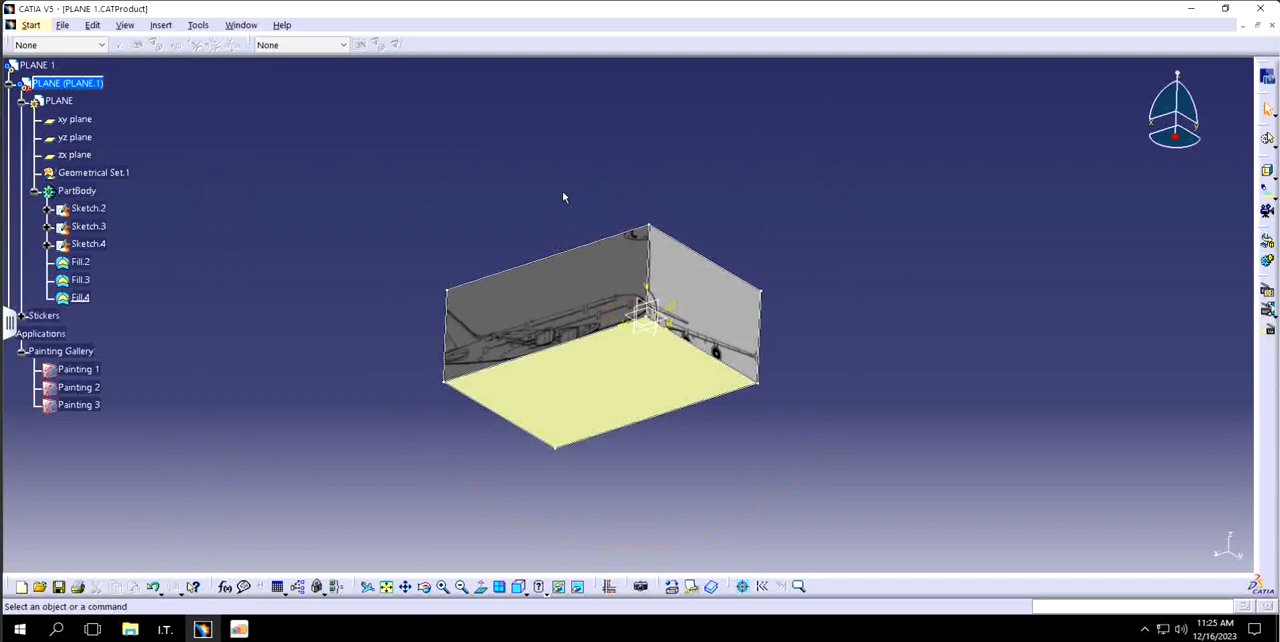 CATIA V5 - [PLANE 1.CATProduct]
Start File Edit View Insert Tools Window Help
None None
PLANE 1
PLANE (PLANE.1)
PLANE
xy plane
yz plane
zx plane
Geometrical Set.1
PartBody
Sketch.2
Sketch.3
Sketch.4
Fill.2
Fill.3
Fill.4
Stickers
Applications
Painting Gallery
Painting 1
Painting 2
Painting 3
Select an object or a command
I.T.
11:25 AM
12/16/2023
CATIA